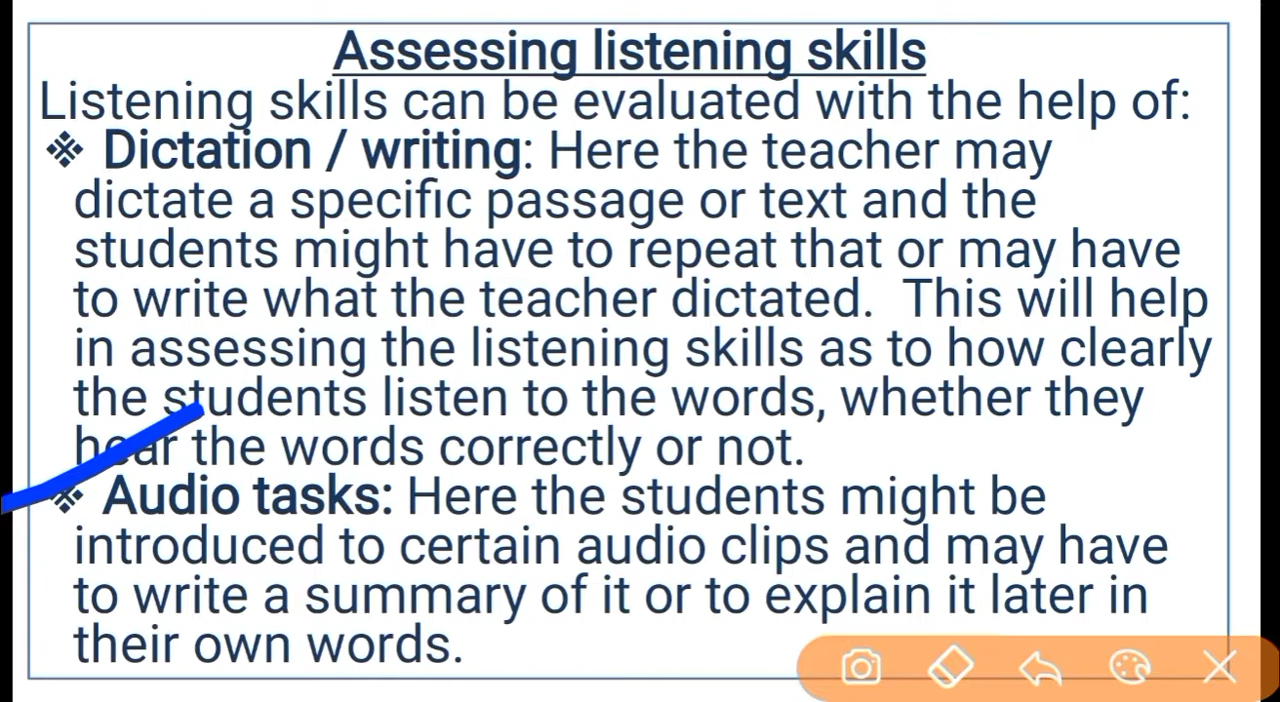 Assessing listening skills
Listening skills can be evaluated with the help of:
❖ Dictation / writing: Here the teacher may
dictate a specific passage or text and the
students might have to repeat that or may have
to write what the teacher dictated.  This will help
in assessing the listening skills as to how clearly
the students listen to the words, whether they
hear the words correctly or not.
❖ Audio tasks: Here the students might be
introduced to certain audio clips and may have
to write a summary of it or to explain it later in
their own words.